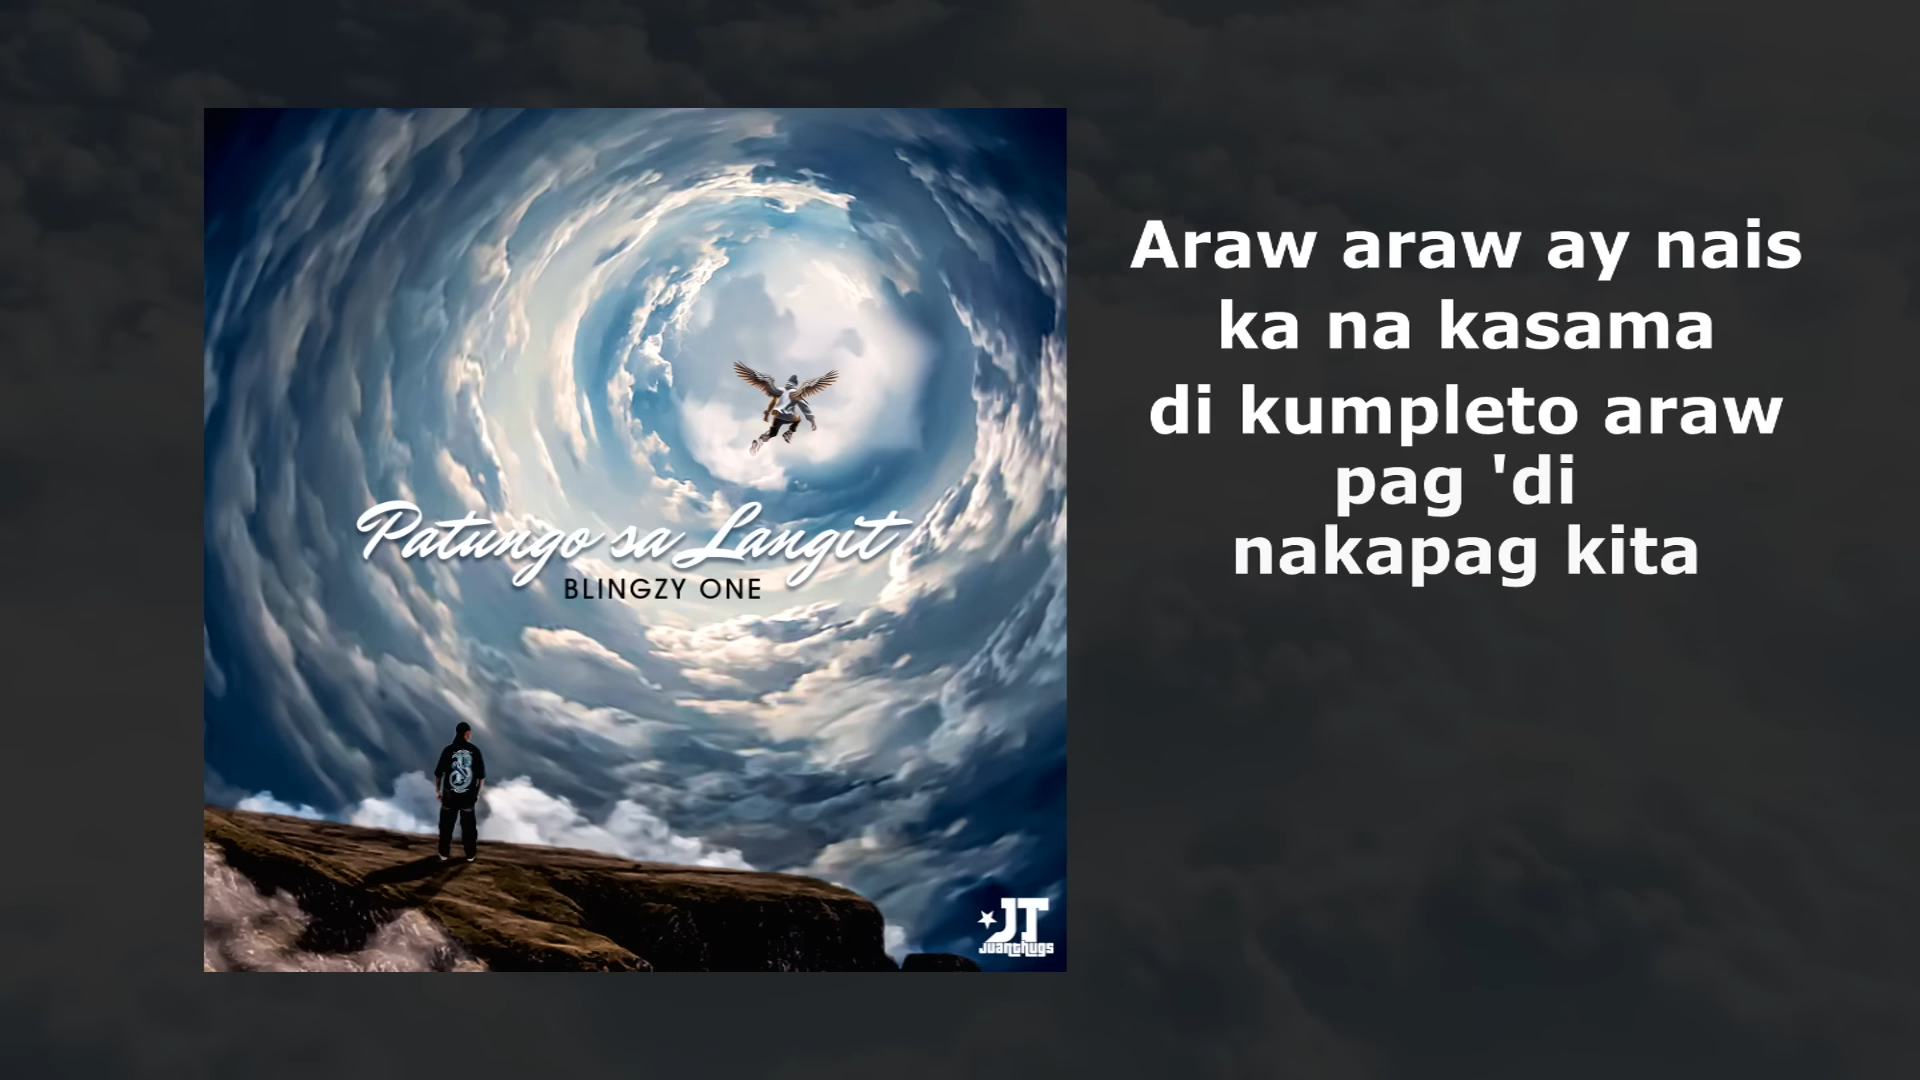 Patungo sa Langit
BLINGZY ONE
JT
Juanthugs
Araw araw ay nais
ka na kasama
di kumpleto araw
pag 'di
nakapag kita